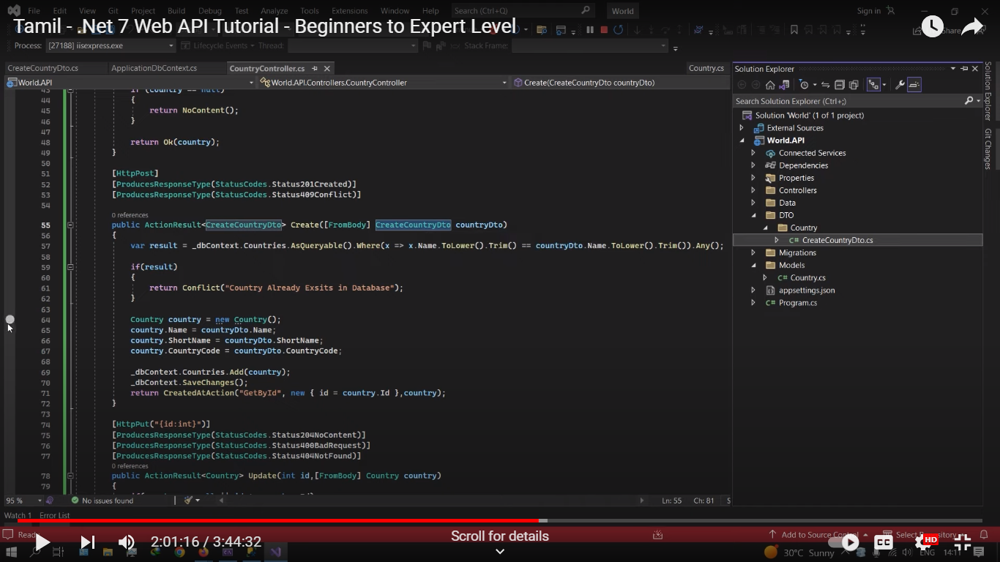 File Edit View Git Project Build Debug Test Analyze Tools Extensions Window Help Search (Ctrl+Q) World Sign in
Tamil - .Net 7 Web API Tutorial - Beginners to Expert Level
Share
Process: [27188] iisexpress.exe Lifecycle Events Thread: Stack Frame:
CreateCountryDto.cs ApplicationDbContext.cs CountryController.cs Country.cs
World.API World.API.Controllers.CountryController Create(CreateCountryDto countryDto)
43 if (country == null)
44 {
45 return NoContent();
46 }
47
48 return Ok(country);
49 }
50
51 [HttpPost]
52 [ProducesResponseType(StatusCodes.Status201Created)]
53 [ProducesResponseType(StatusCodes.Status409Conflict)]
54
0 references
55 public ActionResult<CreateCountryDto> Create([FromBody] CreateCountryDto countryDto)
56 {
57 var result = _dbContext.Countries.AsQueryable().Where(x => x.Name.ToLower().Trim() == countryDto.Name.ToLower().Trim()).Any();
58
59 if(result)
60 {
61 return Conflict("Country Already Exsits in Database");
62 }
63
64 Country country = new Country();
65 country.Name = countryDto.Name;
66 country.ShortName = countryDto.ShortName;
67 country.CountryCode = countryDto.CountryCode;
68
69 _dbContext.Countries.Add(country);
70 _dbContext.SaveChanges();
71 return CreatedAtAction("GetById", new { id = country.Id },country);
72 }
73
74 [HttpPut("{id:int}")]
75 [ProducesResponseType(StatusCodes.Status204NoContent)]
76 [ProducesResponseType(StatusCodes.Status400BadRequest)]
77 [ProducesResponseType(StatusCodes.Status404NotFound)]
0 references
78 public ActionResult<Country> Update(int id,[FromBody] Country country)
79 {
95 % No issues found Ln: 55 Ch: 81 S
Solution Explorer
Search Solution Explorer (Ctrl+;)
Solution 'World' (1 of 1 project)
External Sources
World.API
Connected Services
Dependencies
Properties
Controllers
Data
DTO
Country
C# CreateCountryDto.cs
Migrations
Models
C# Country.cs
appsettings.json
C# Program.cs
Solution Explorer
Git Changes
Watch 1 Error List
Ready Add to Source Control Select Repository
2:01:16 / 3:44:32 Scroll for details CC HD
30°C Sunny ENG 14:11